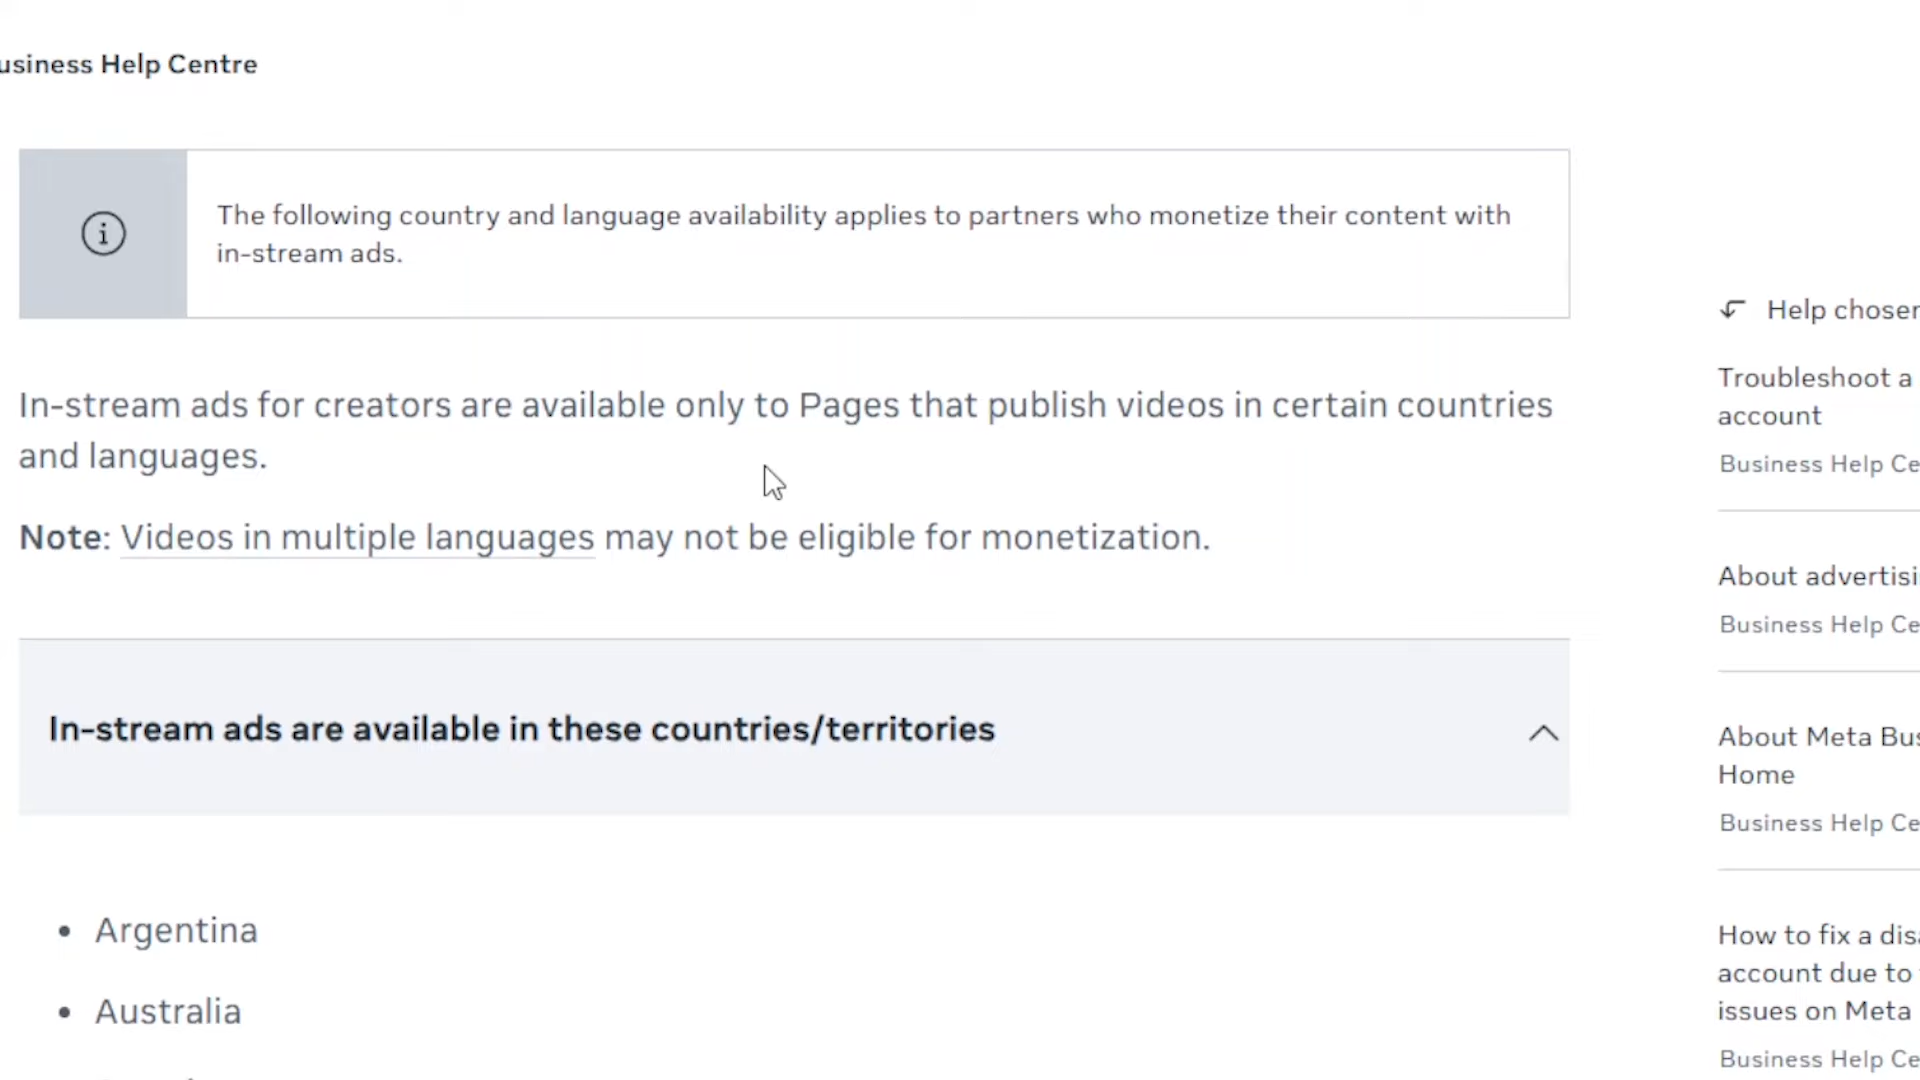 usiness Help Centre
The following country and language availability applies to partners who monetize their content with
in-stream ads.
In-stream ads for creators are available only to Pages that publish videos in certain countries
and languages.
Note: Videos in multiple languages may not be eligible for monetization.
In-stream ads are available in these countries/territories
• Argentina
• Australia
Help chosen
Troubleshoot a
account
Business Help Ce
About advertisi
Business Help Ce
About Meta Bus
Home
Business Help Ce
How to fix a disa
account due to
issues on Meta
Business Help Ce